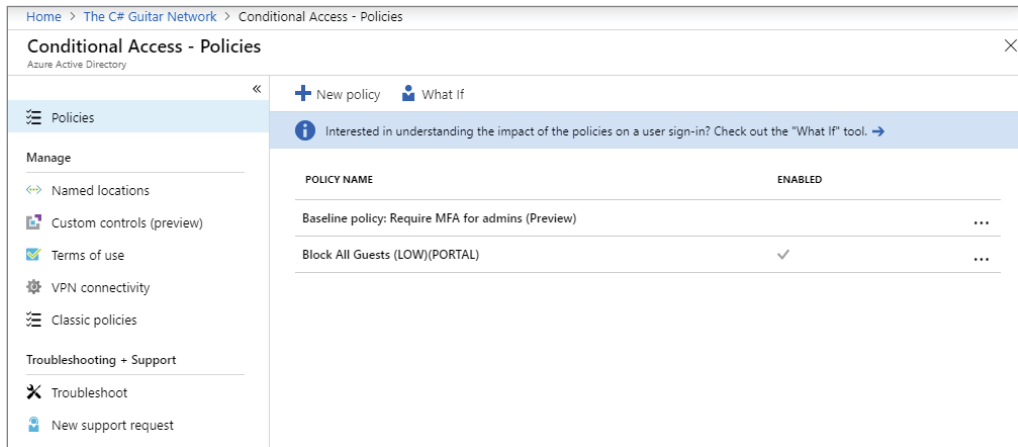 Home > The C# Guitar Network > Conditional Access - Policies
Conditional Access - Policies
Azure Active Directory
«
Policies
Manage
Named locations
Custom controls (preview)
Terms of use
VPN connectivity
Classic policies
Troubleshooting + Support
Troubleshoot
New support request
New policy What If
Interested in understanding the impact of the policies on a user sign-in? Check out the "What If" tool. →
POLICY NAME ENABLED
Baseline policy: Require MFA for admins (Preview) ...
Block All Guests (LOW)(PORTAL) ✓ ...